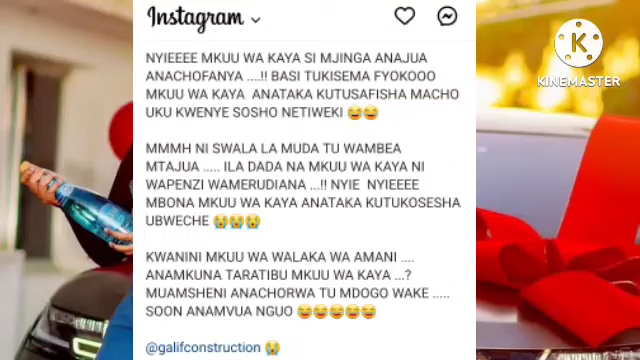 Instagram
NYIEEEE MKUU WA KAYA SI MJINGA ANAJUA
ANACHOFANYA ....!! BASI TUKISEMA FYOKOOO
MKUU WA KAYA ANATAKA KUTUSAFISHA MACHO
UKU KWENYE SOSHO NETIWEKI 😂😂
MMMH NI SWALA LA MUDA TU WAMBEA
MTAJUA ..... ILA DADA NA MKUU WA KAYA NI
WAPENZI WAMERUDIANA ...!! NYIE NYIEEEE
MBONA MKUU WA KAYA ANATAKA KUTUKOSESHA
UBWECHE 😭😭😭
KWANINI MKUU WA WALAKA WA AMANI ....
ANAMKUNA TARATIBU MKUU WA KAYA ...?
MUAMSHENI ANACHORWA TU MDOGO WAKE .....
SOON ANAMVUA NGUO 😂😂😂😂😂
@galifconstruction 😭
KINEMASTER